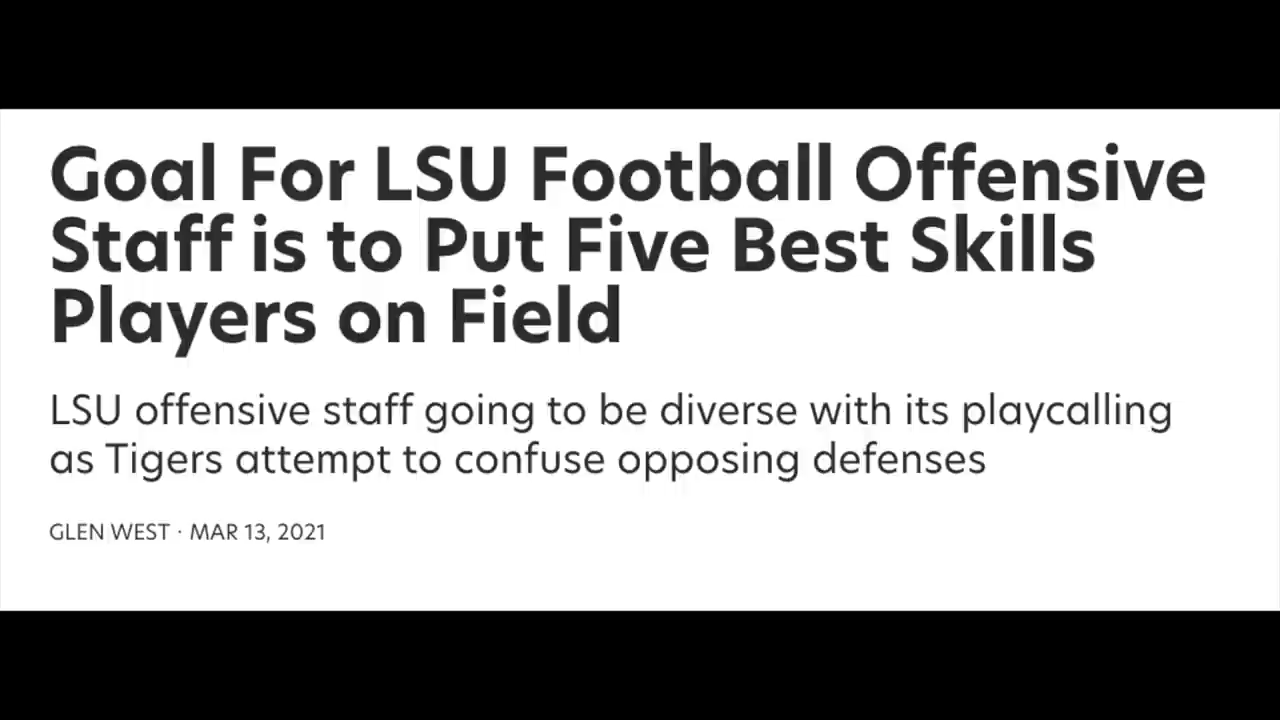 Goal For LSU Football Offensive
Staff is to Put Five Best Skills
Players on Field
LSU offensive staff going to be diverse with its playcalling
as Tigers attempt to confuse opposing defenses
GLEN WEST · MAR 13, 2021